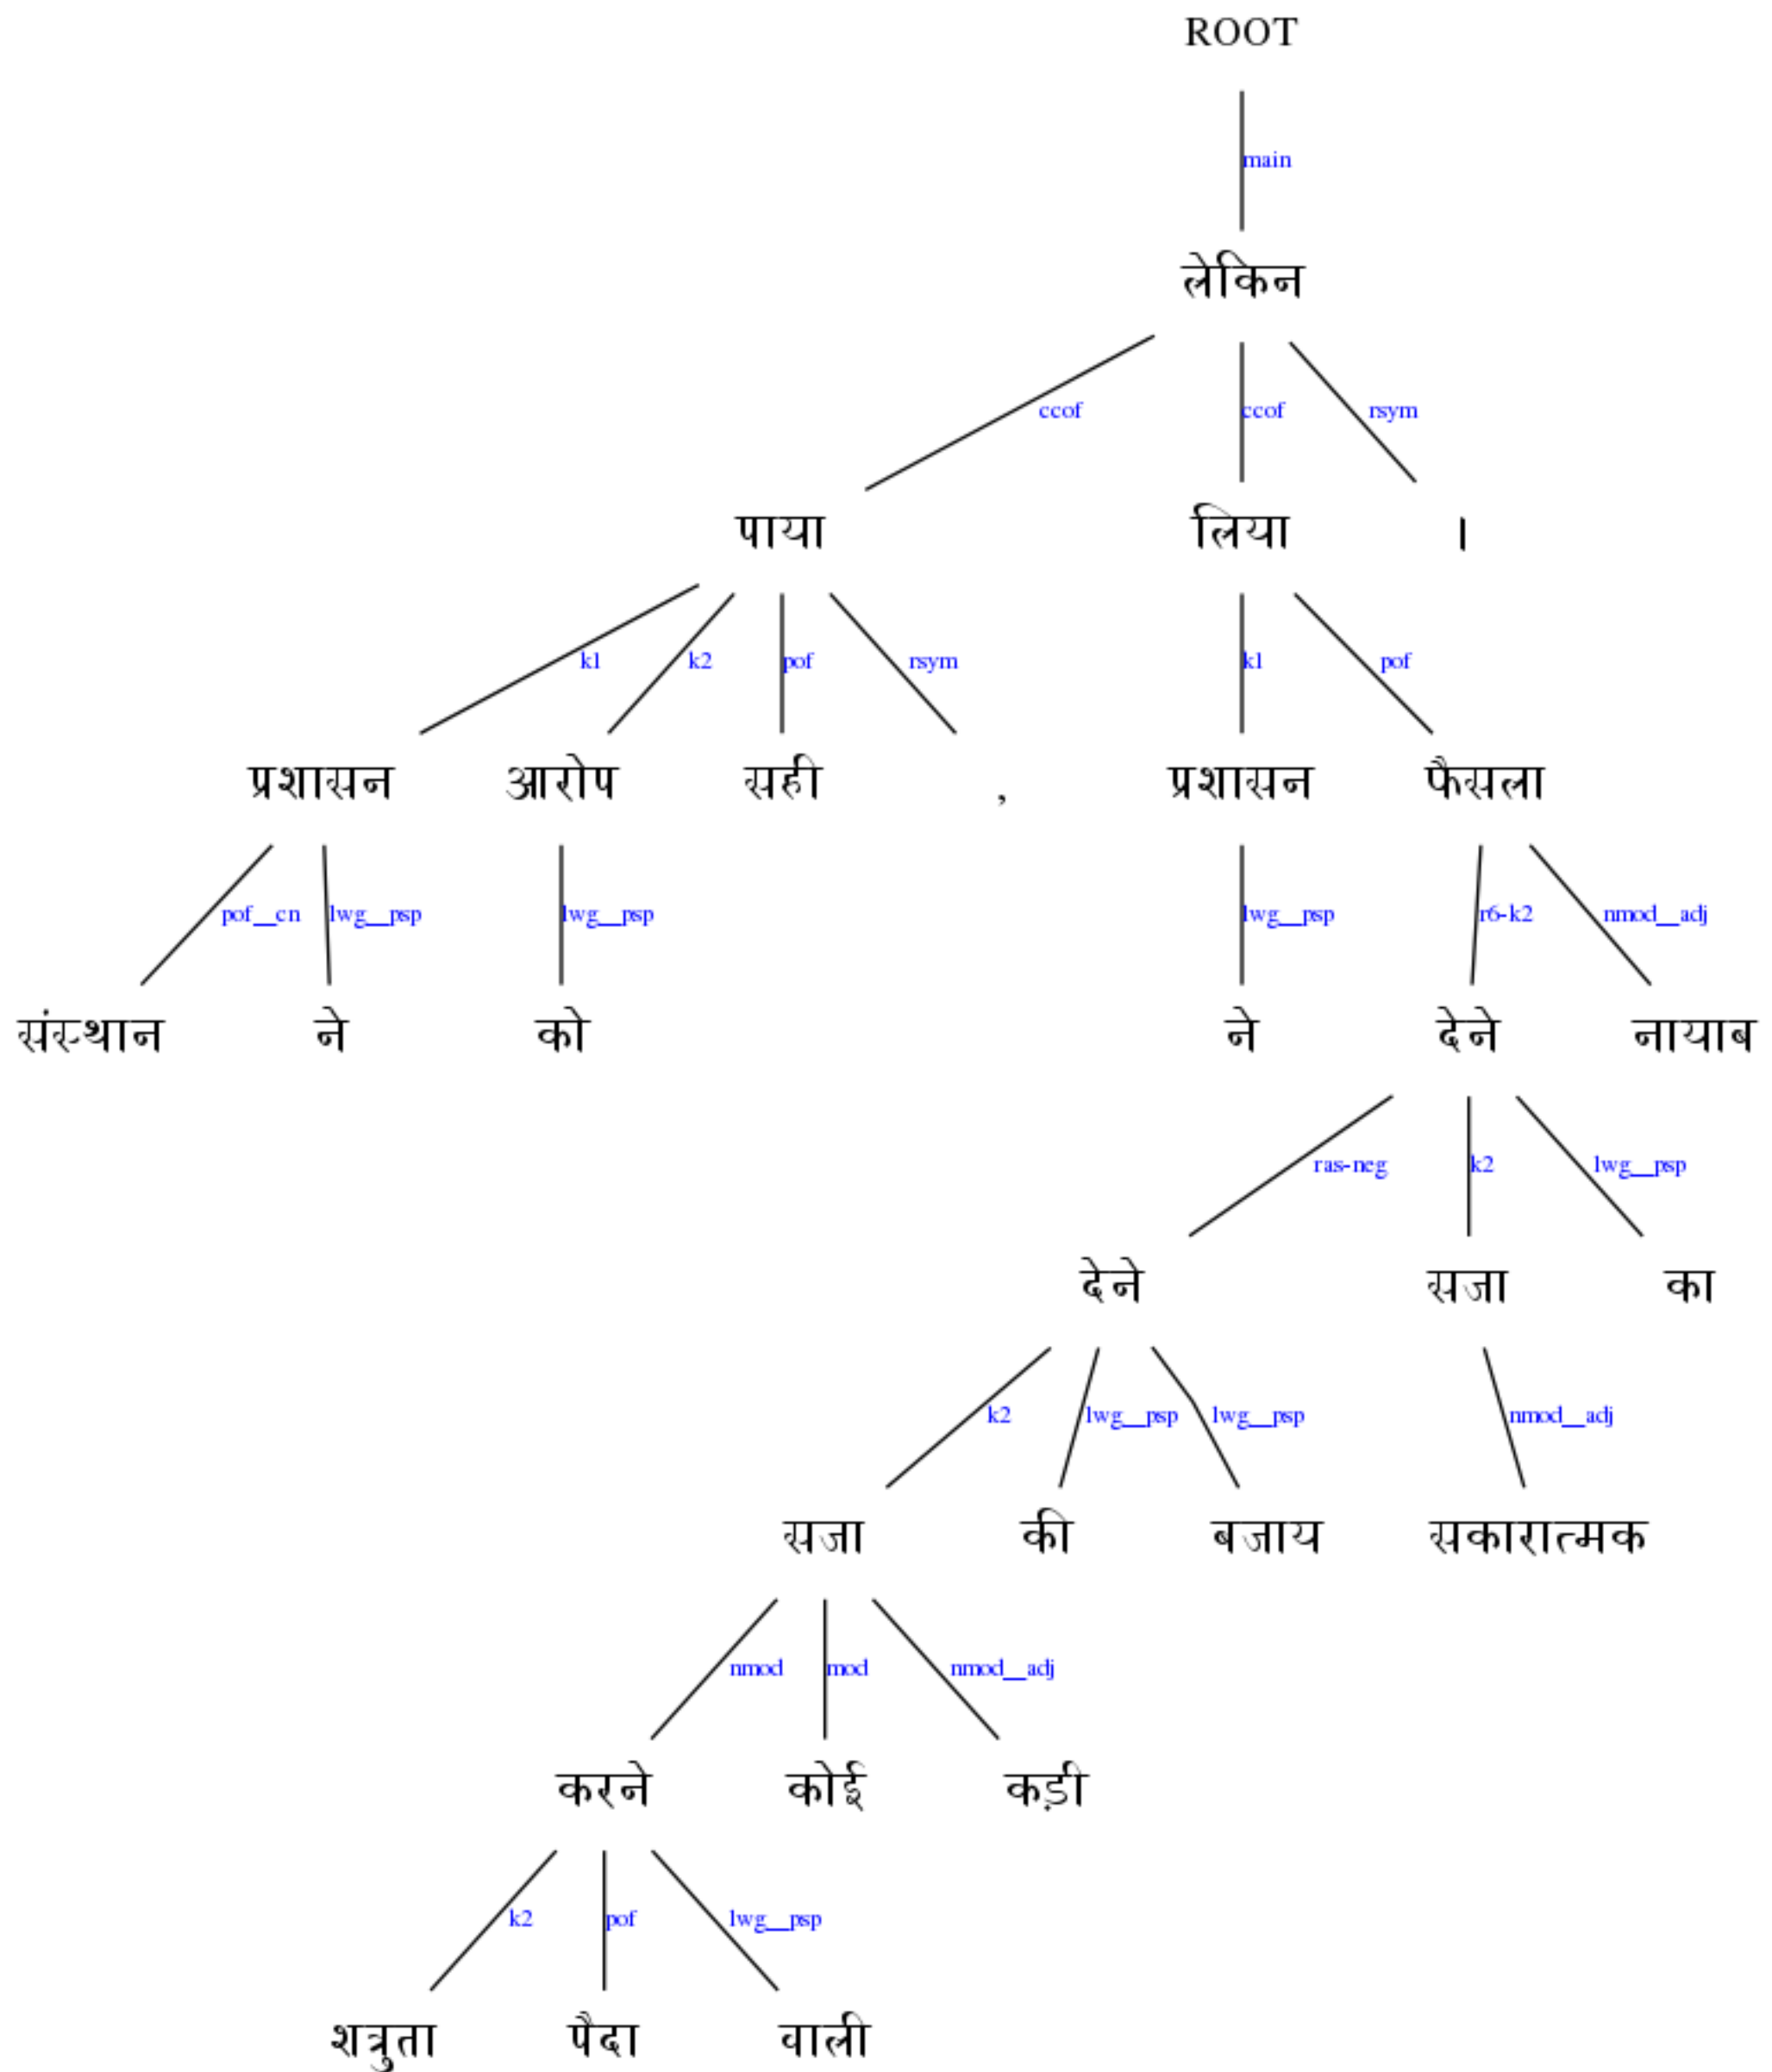 ROOT
main
लेकिन
ccof ccof rsym
पाया लिया ।
k1 k2 pof rsym k1 pof
प्रशासन आरोप सही , प्रशासन फैसला
pof__cn lwg__psp lwg__psp lwg__psp r6-k2 nmod__adj
संस्थान ने को ने देने नायाब
ras-neg k2 lwg__psp
देने सजा का
k2 lwg__psp lwg__psp nmod__adj
सजा की बजाय सकारात्मक
nmod mod nmod__adj
करने कोई कड़ी
k2 pof lwg__psp
शत्रुता पैदा वाली